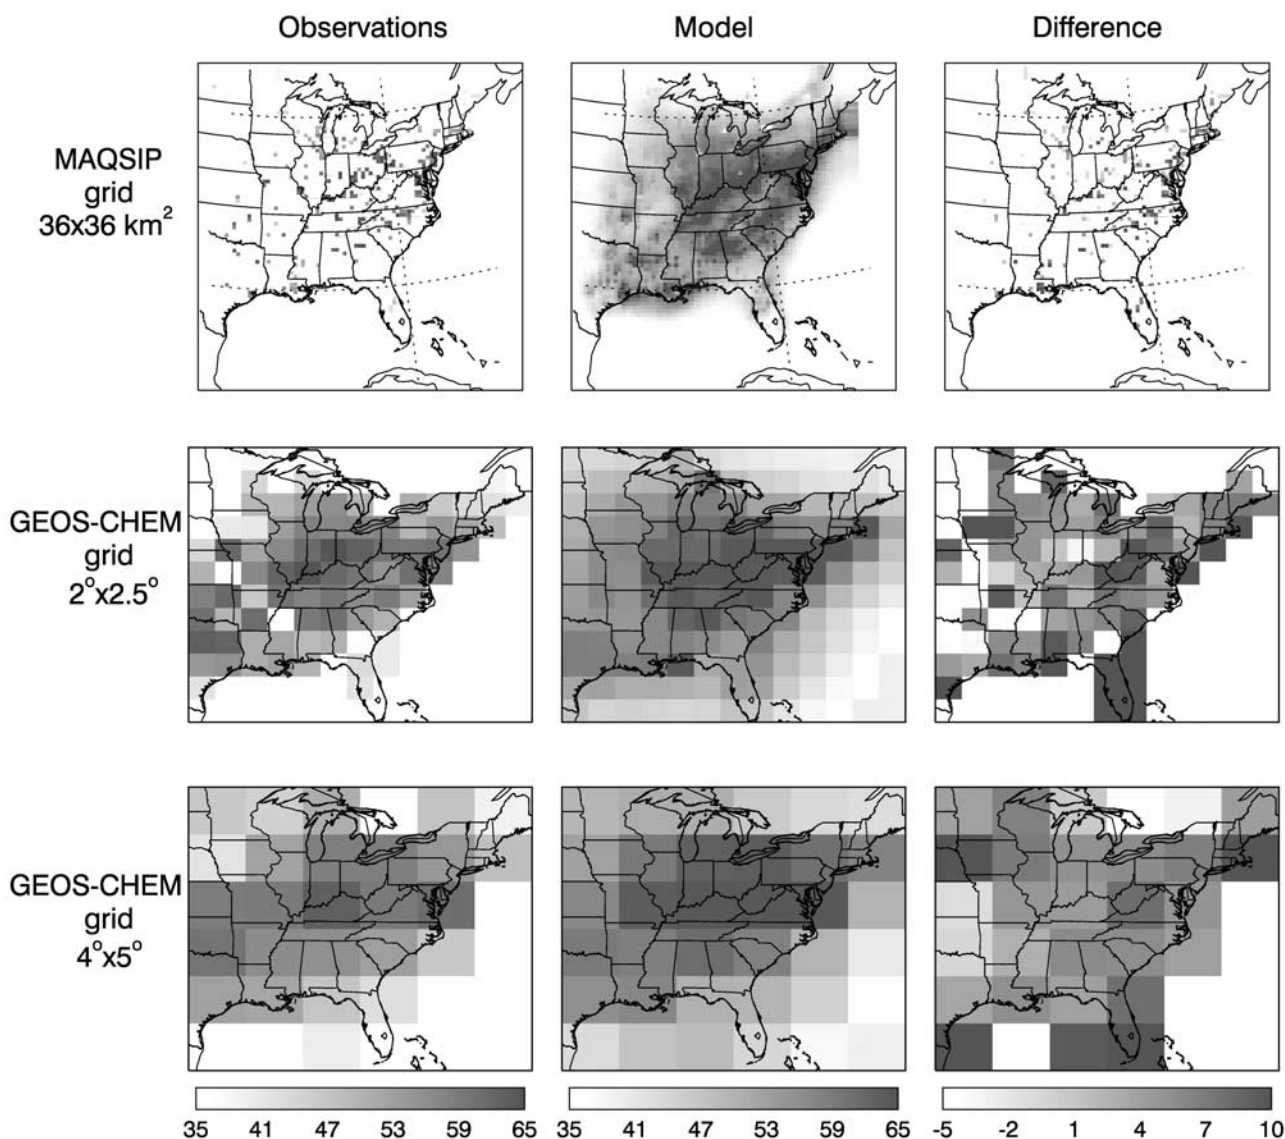 Observations Model Difference
MAQSIP
grid
36x36 km²
GEOS-CHEM
grid
2°x2.5°
GEOS-CHEM
grid
4°x5°
35 41 47 53 59 65 35 41 47 53 59 65 -5 -2 1 4 7 10